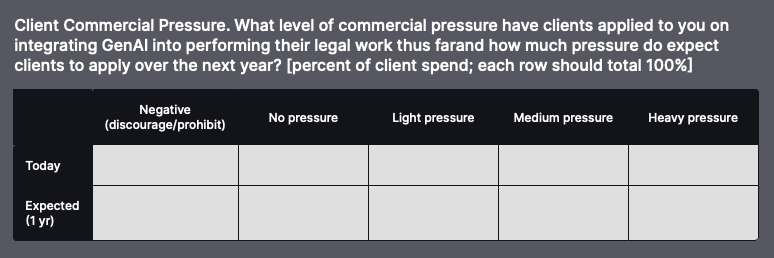 Client Commercial Pressure. What level of commercial pressure have clients applied to you on
integrating GenAI into performing their legal work thus farand how much pressure do expect
clients to apply over the next year? [percent of client spend; each row should total 100%]
Negative
(discourage/prohibit)
No pressure
Light pressure
Medium pressure
Heavy pressure
Today
Expected
(1 yr)